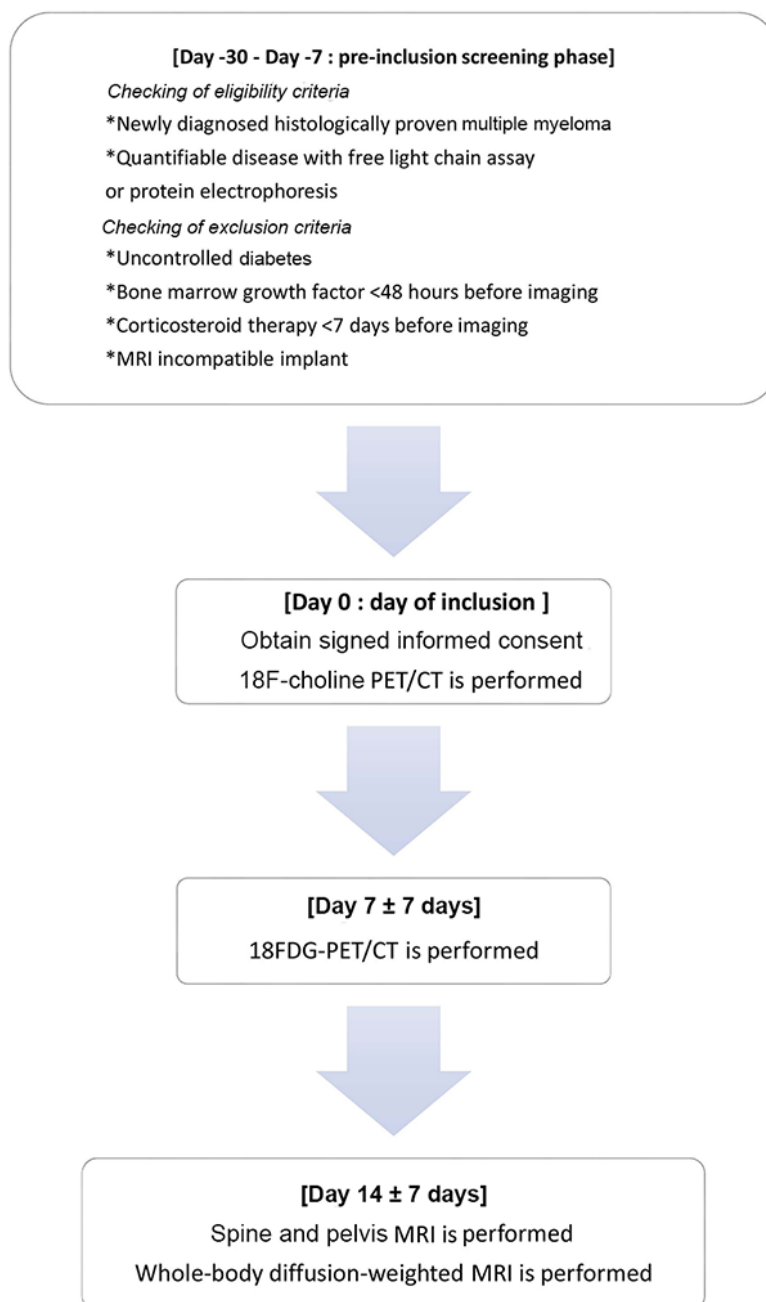 [Day -30 - Day -7 : pre-inclusion screening phase]
Checking of eligibility criteria
*Newly diagnosed histologically proven multiple myeloma
*Quantifiable disease with free light chain assay
or protein electrophoresis
Checking of exclusion criteria
*Uncontrolled diabetes
*Bone marrow growth factor <48 hours before imaging
*Corticosteroid therapy <7 days before imaging
*MRI incompatible implant
[Day 0 : day of inclusion ]
Obtain signed informed consent
18F-choline PET/CT is performed
[Day 7 ± 7 days]
18FDG-PET/CT is performed
[Day 14 ± 7 days]
Spine and pelvis MRI is performed
Whole-body diffusion-weighted MRI is performed